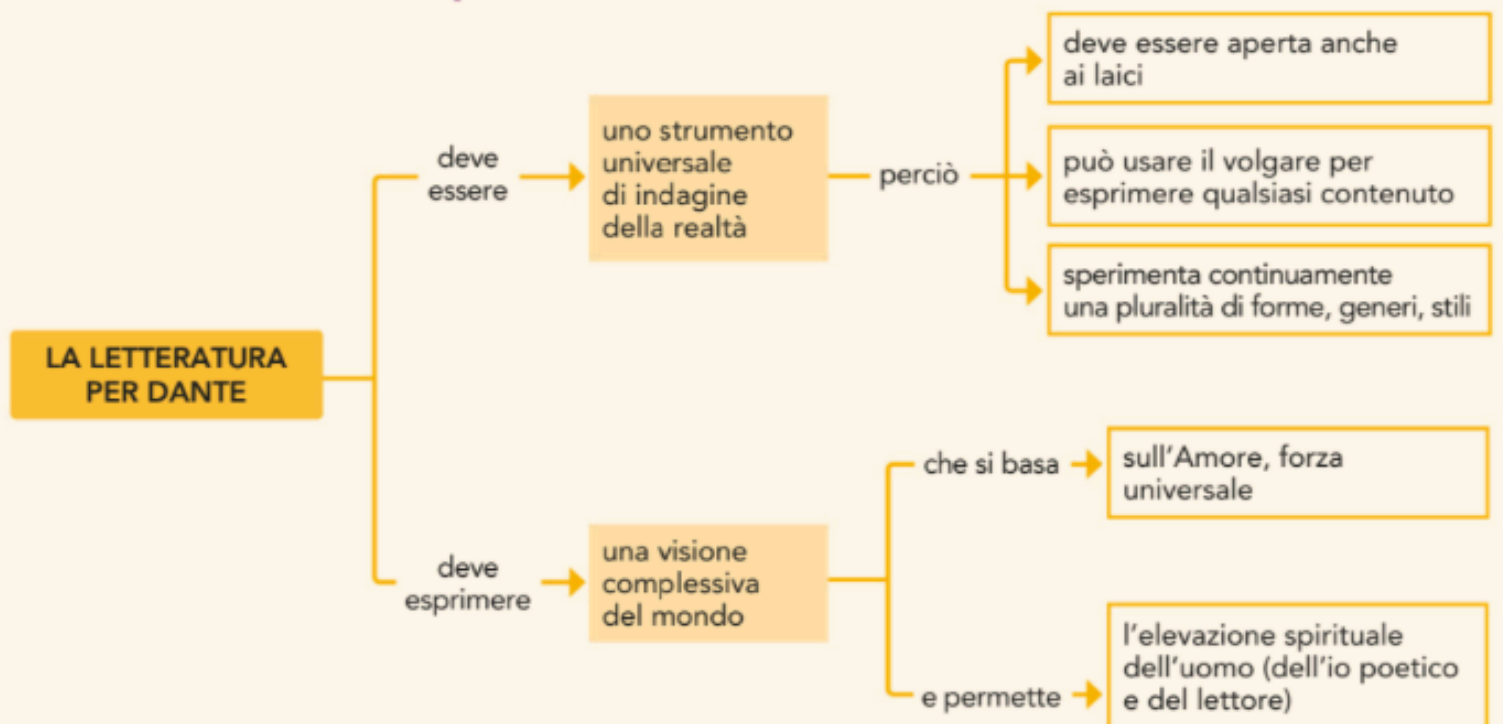 LA LETTERATURA
PER DANTE
deve
essere
uno strumento
universale
di indagine
della realtà
perciò
deve essere aperta anche
ai laici
può usare il volgare per
esprimere qualsiasi contenuto
sperimenta continuamente
una pluralità di forme, generi, stili
deve
esprimere
una visione
complessiva
del mondo
che si basa
sull'Amore, forza
universale
e permette
l'elevazione spirituale
dell'uomo (dell'io poetico
e del lettore)